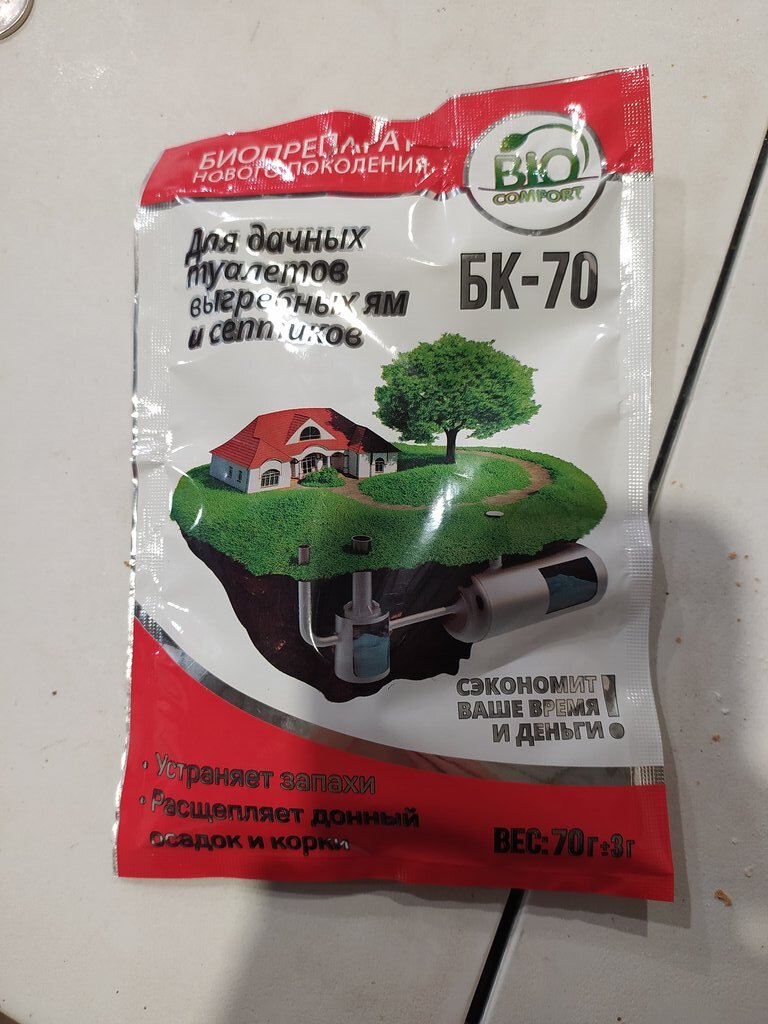 БИОПРЕПАРАТ
НОВОГО ПОКОЛЕНИЯ
BIO
COMFORT
Для дачных
туалетов
выгребных ям
и септиков
БК-70
СЭКОНОМИТ
ВАШЕ ВРЕМЯ
И ДЕНЬГИ!
• Устраняет запахи
• Расщепляет донный
осадок и корки
ВЕС: 70 г ±3 г